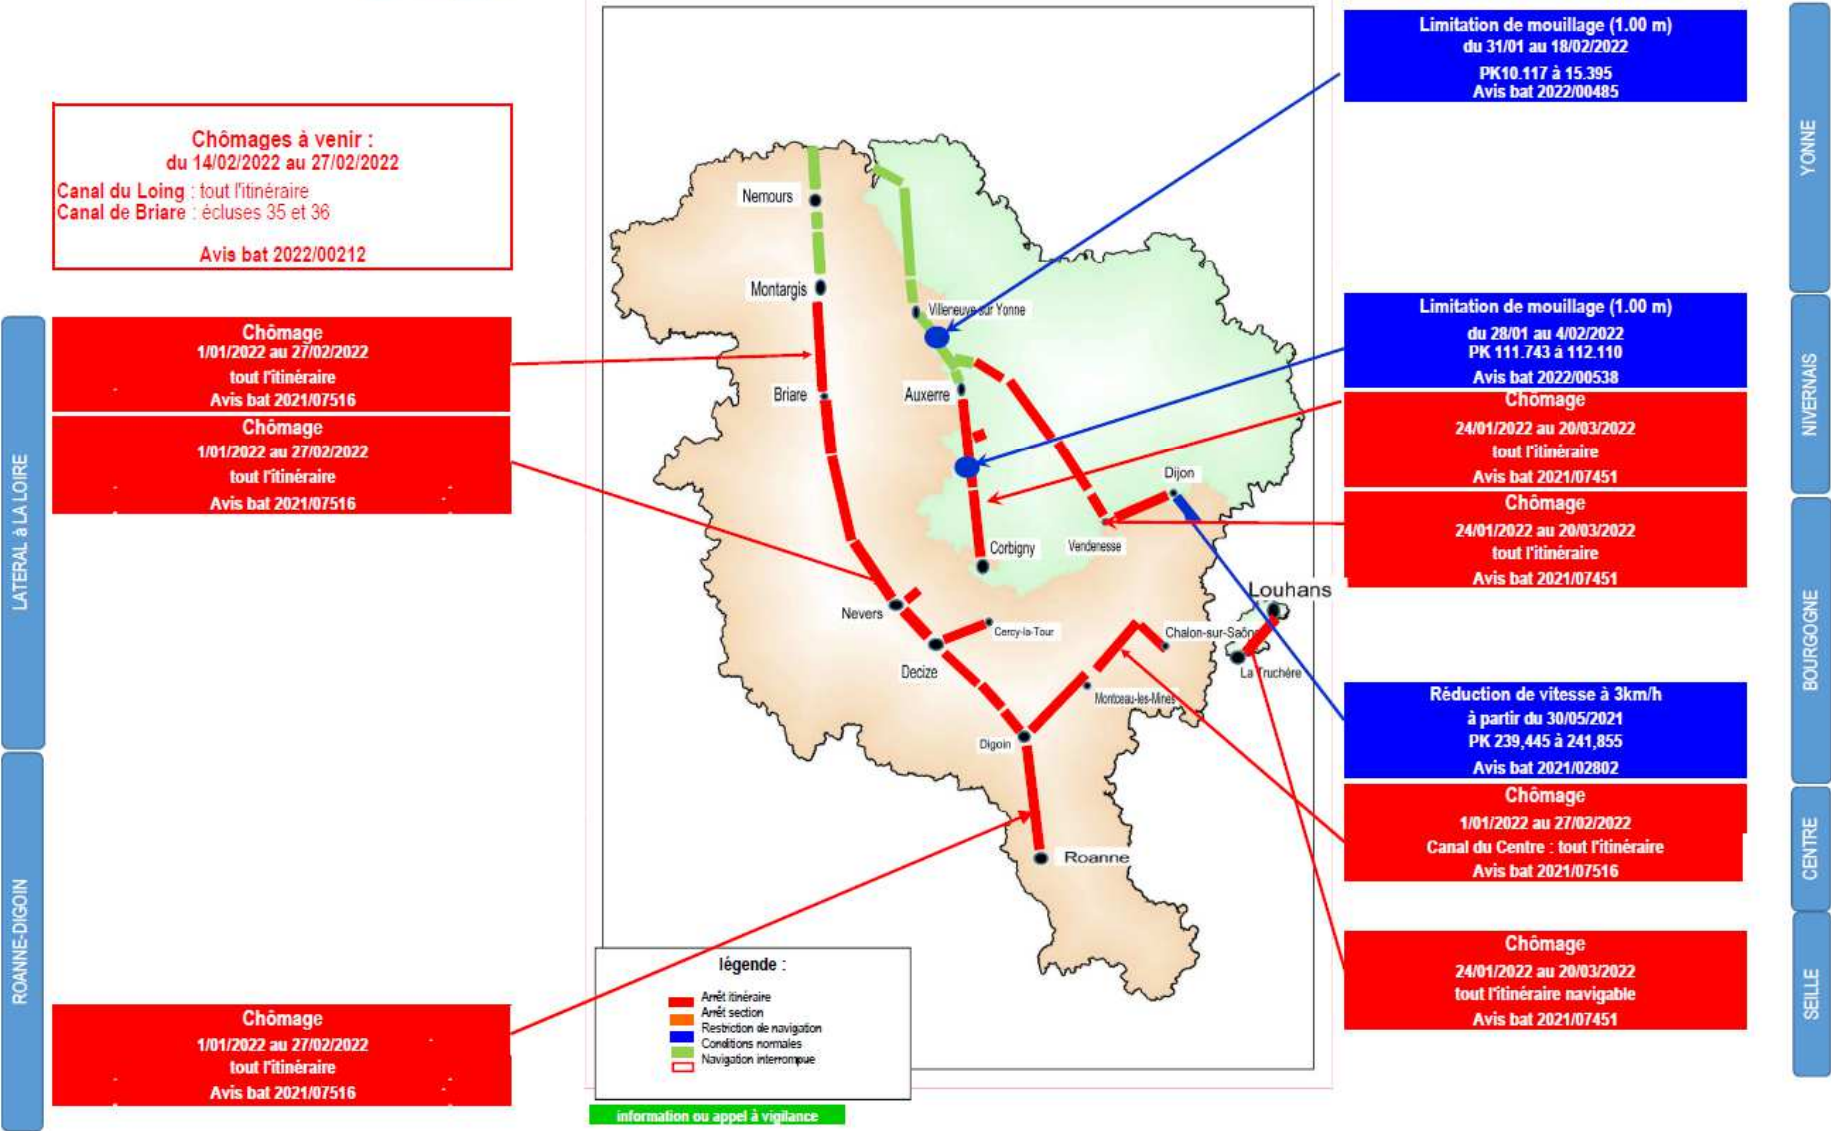 Chômages à venir :
du 14/02/2022 au 27/02/2022
Canal du Loing : tout l'itinéraire
Canal de Briare : écluses 35 et 36
Avis bat 2022/00212
LATERAL à LA LOIRE
Chômage
1/01/2022 au 27/02/2022
tout l'itinéraire
Avis bat 2021/07516
Chômage
1/01/2022 au 27/02/2022
tout l'itinéraire
Avis bat 2021/07516
ROANNE-DIGOIN
Chômage
1/01/2022 au 27/02/2022
tout l'itinéraire
Avis bat 2021/07516
Nemours
Montargis
Villeneuve sur Yonne
Briare
Auxerre
Dijon
Corbigny
Vendenesse
Louhans
Nevers
Cercy-la-Tour
Chalon-sur-Saône
Decize
La Truchère
Montceau-les-Mines
Digoin
Roanne
légende :
Arrêt itinéraire
Arrêt section
Restriction de navigation
Conditions normales
Navigation interrompue
information ou appel à vigilance
YONNE
Limitation de mouillage (1.00 m)
du 31/01 au 18/02/2022
PK10.117 à 15.395
Avis bat 2022/00485
NIVERNAIS
Limitation de mouillage (1.00 m)
du 28/01 au 4/02/2022
PK 111.743 à 112.110
Avis bat 2022/00538
Chômage
24/01/2022 au 20/03/2022
tout l'itinéraire
Avis bat 2021/07451
BOURGOGNE
Chômage
24/01/2022 au 20/03/2022
tout l'itinéraire
Avis bat 2021/07451
Réduction de vitesse à 3km/h
à partir du 30/05/2021
PK 239,445 à 241,855
Avis bat 2021/02802
CENTRE
Chômage
1/01/2022 au 27/02/2022
Canal du Centre : tout l'itinéraire
Avis bat 2021/07516
SEILLE
Chômage
24/01/2022 au 20/03/2022
tout l'itinéraire navigable
Avis bat 2021/07451